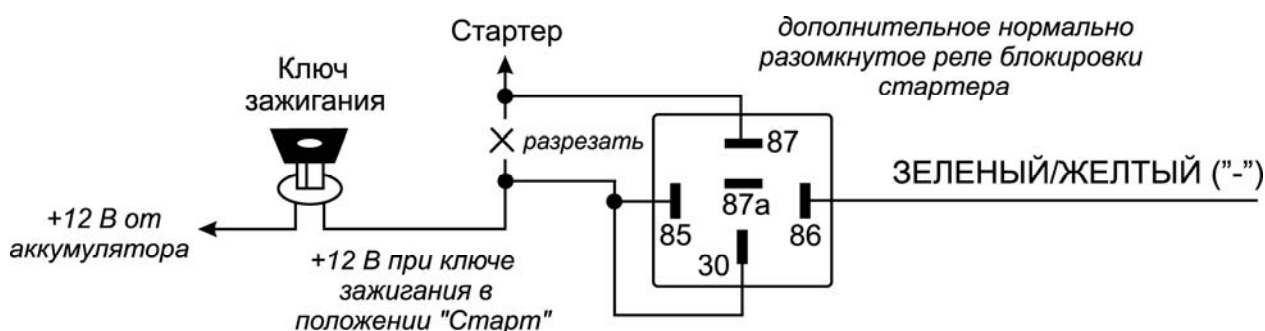 дополнительное нормально
разомкнутое реле блокировки
стартера
Стартер
Ключ
зажигания
разрезать
87
ЗЕЛЕНЫЙ/ЖЕЛТЫЙ ("-")
87а
85
86
30
+12 В от
аккумулятора
+12 В при ключе
зажигания в
положении "Старт"